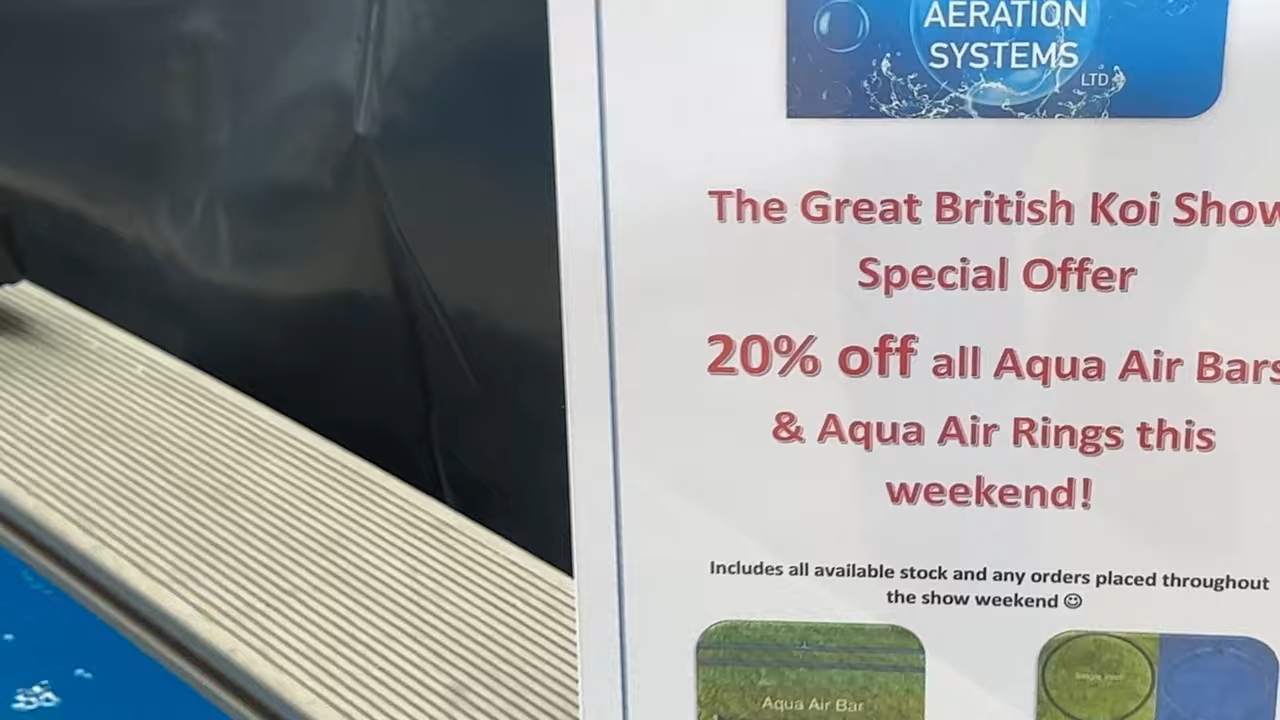 AERATION
SYSTEMS
LTD
The Great British Koi Show
Special Offer
20% off all Aqua Air Bars
& Aqua Air Rings this
weekend!
Includes all available stock and any orders placed throughout
the show weekend ☺
Aqua Air Bar